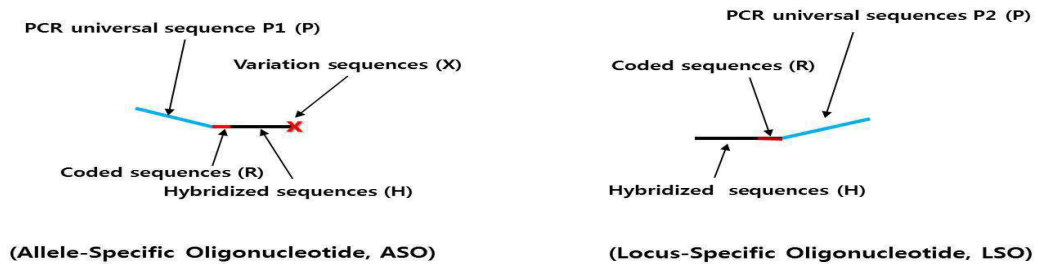 PCR universal sequence P1 (P)
Variation sequences (X)
X
Coded sequences (R)
Hybridized sequences (H)
(Allele-Specific Oligonucleotide, ASO)
PCR universal sequences P2 (P)
Coded sequences (R)
Hybridized sequences (H)
(Locus-Specific Oligonucleotide, LSO)